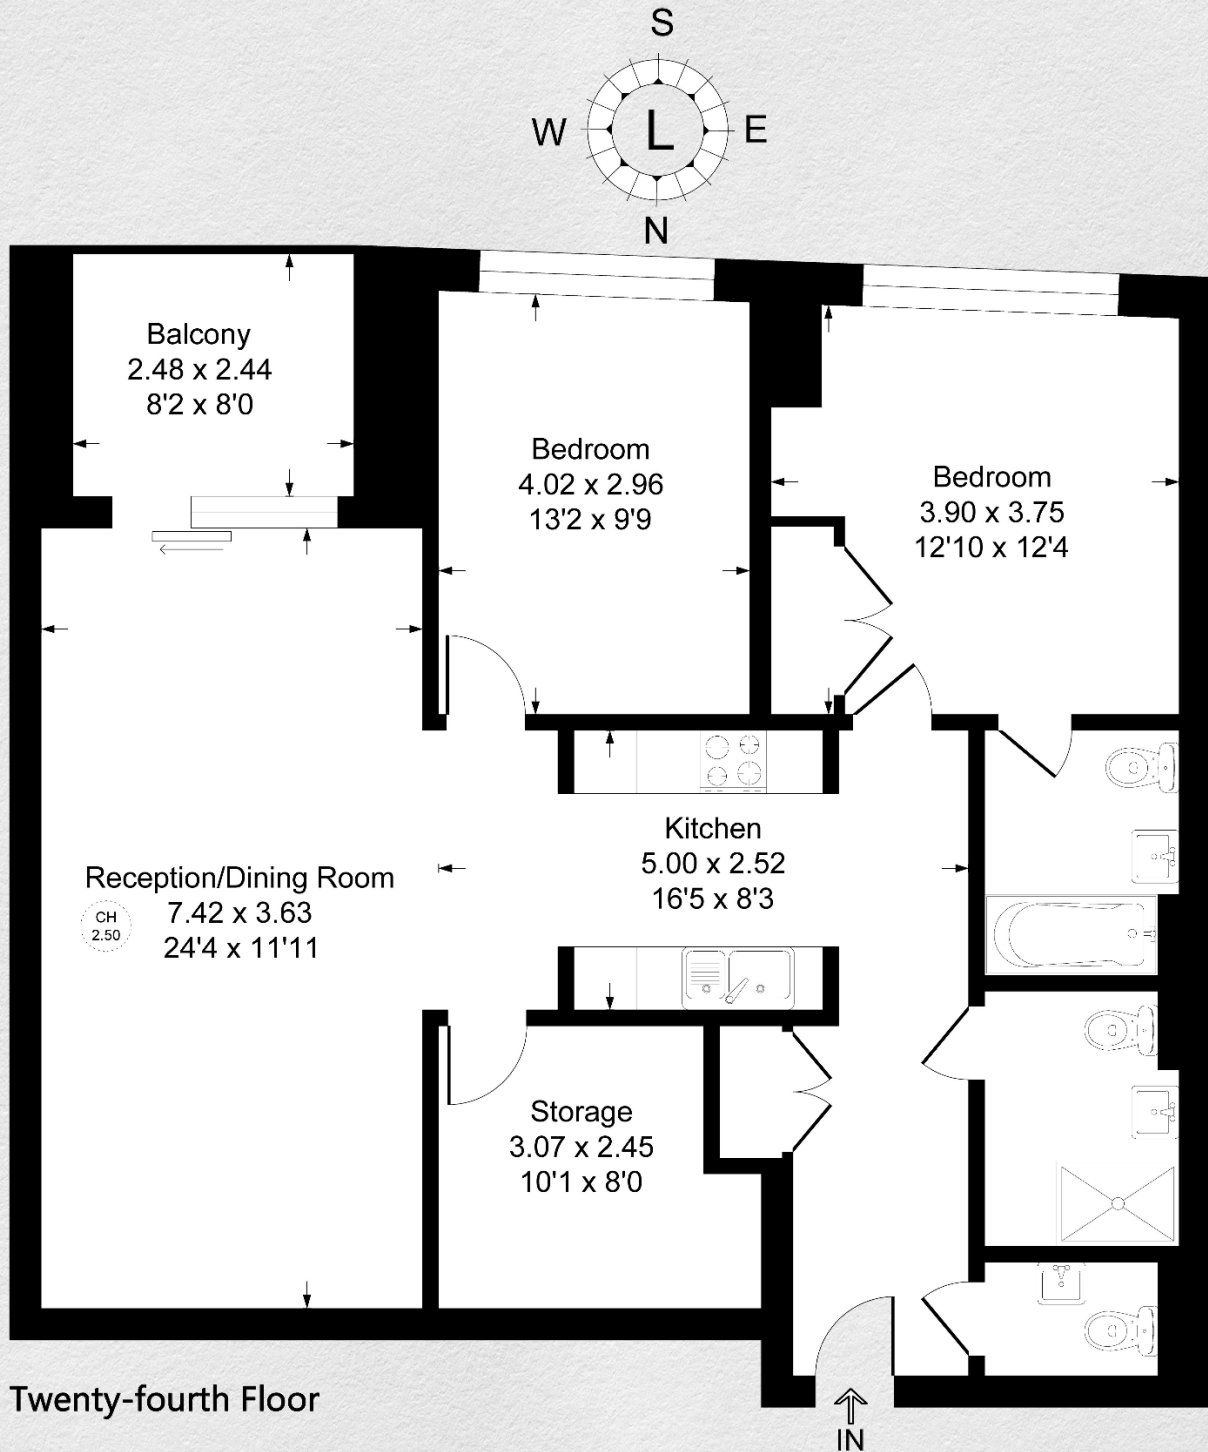 S
W
L
E
N
Balcony
2.48 x 2.44
8'2 x 8'0
Bedroom
4.02 x 2.96
13'2 x 9'9
Bedroom
3.90 x 3.75
12'10 x 12'4
Kitchen
5.00 x 2.52
16'5 x 8'3
Reception/Dining Room
7.42 x 3.63
24'4 x 11'11
CH
2.50
Storage
3.07 x 2.45
10'1 x 8'0
Twenty-fourth Floor
IN